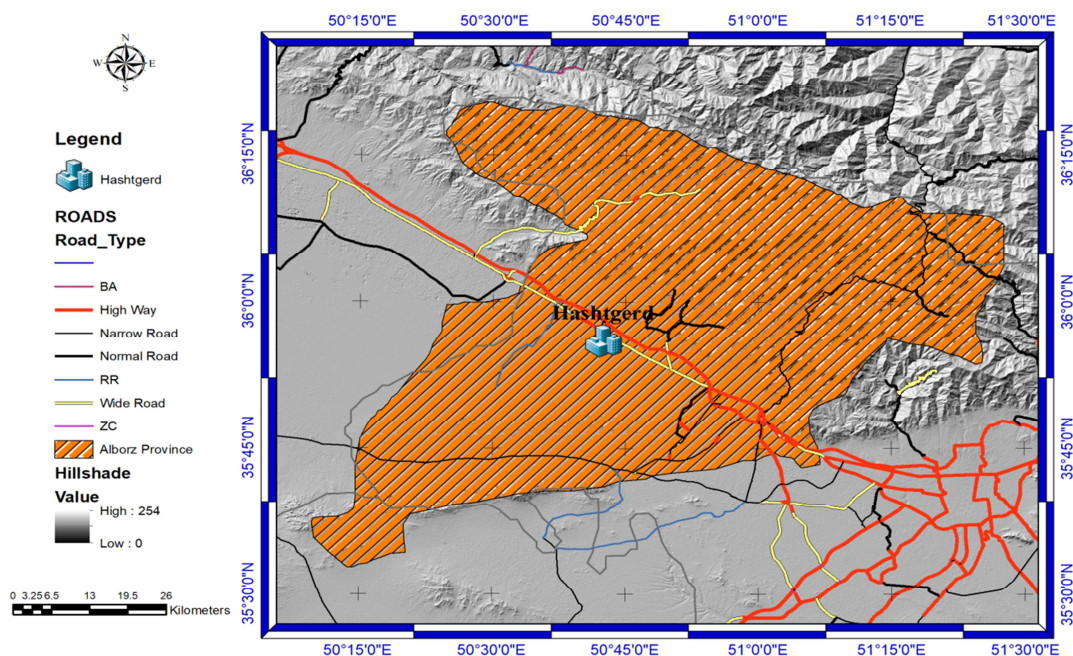 50°15'0"E 50°30'0"E 50°45'0"E 51°0'0"E 51°15'0"E 51°30'0"E
N
W E
S
Legend
Hashtgerd
ROADS
Road_Type
BA
High Way
Narrow Road
Normal Road
RR
Wide Road
ZC
Alborz Province
Hillshade
Value
High : 254
Low : 0
0 3.25 6.5 13 19.5 26
Kilometers
36°15'0"N
36°0'0"N
35°45'0"N
35°30'0"N
Hashtgerd
36°15'0"N
36°0'0"N
35°45'0"N
35°30'0"N
50°15'0"E 50°30'0"E 50°45'0"E 51°0'0"E 51°15'0"E 51°30'0"E